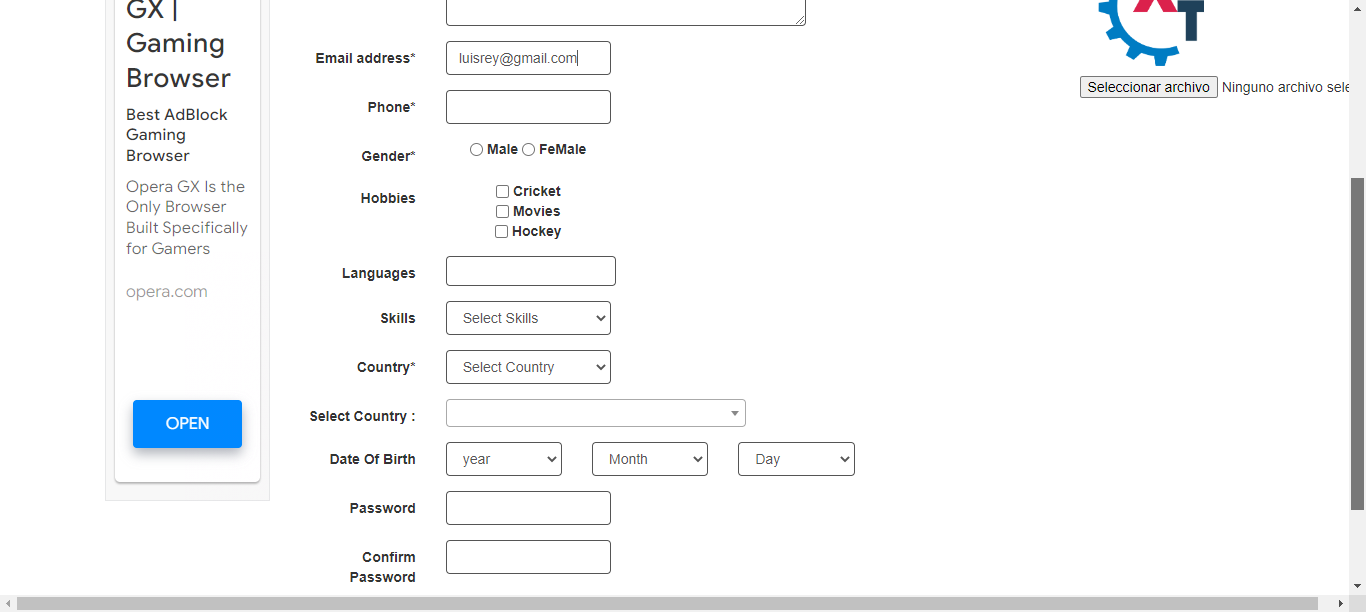 GX |
Gaming
Browser
Best AdBlock
Gaming
Browser
Opera GX Is the
Only Browser
Built Specifically
for Gamers
opera.com
OPEN
Email address*
luisrey@gmail.com
Phone*
Gender*
Male FeMale
Hobbies
Cricket
Movies
Hockey
Languages
Skills
Select Skills
Country*
Select Country
Select Country :
Date Of Birth
year Month Day
Password
Confirm
Password
XT
Seleccionar archivo Ninguno archivo sele